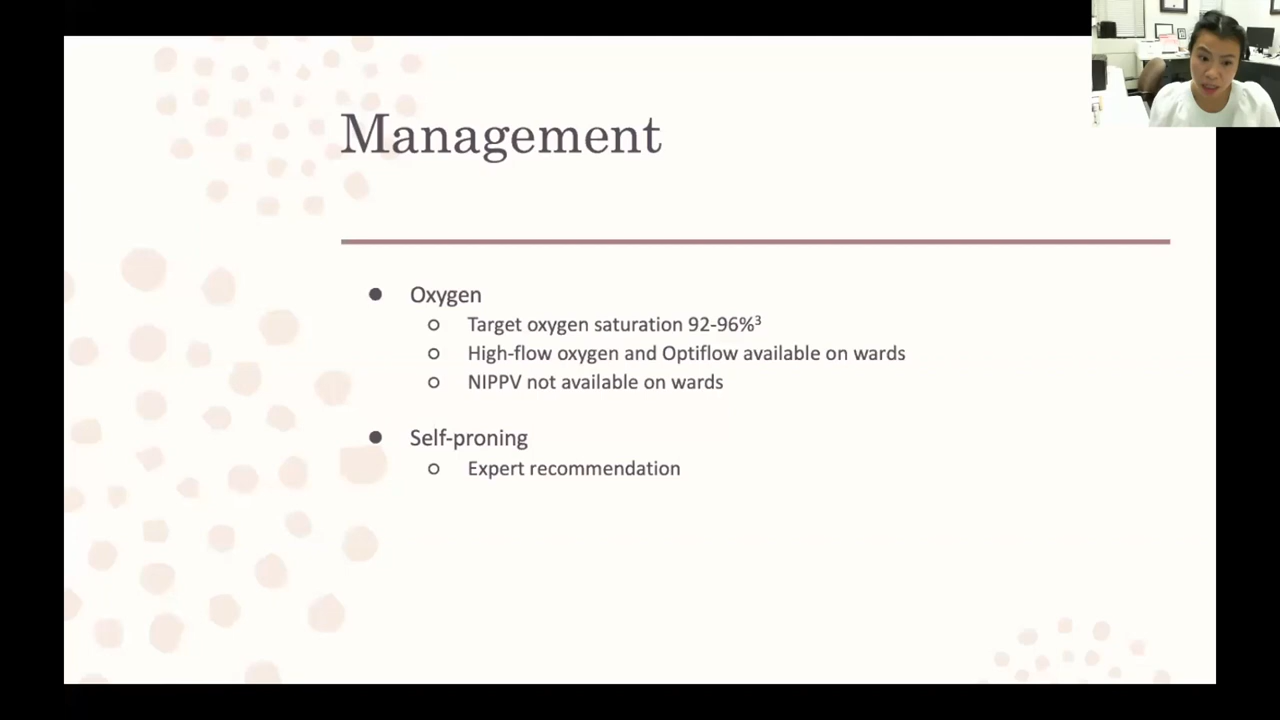 Management
● Oxygen
○ Target oxygen saturation 92-96%³
○ High-flow oxygen and Optiflow available on wards
○ NIPPV not available on wards
● Self-proning
○ Expert recommendation